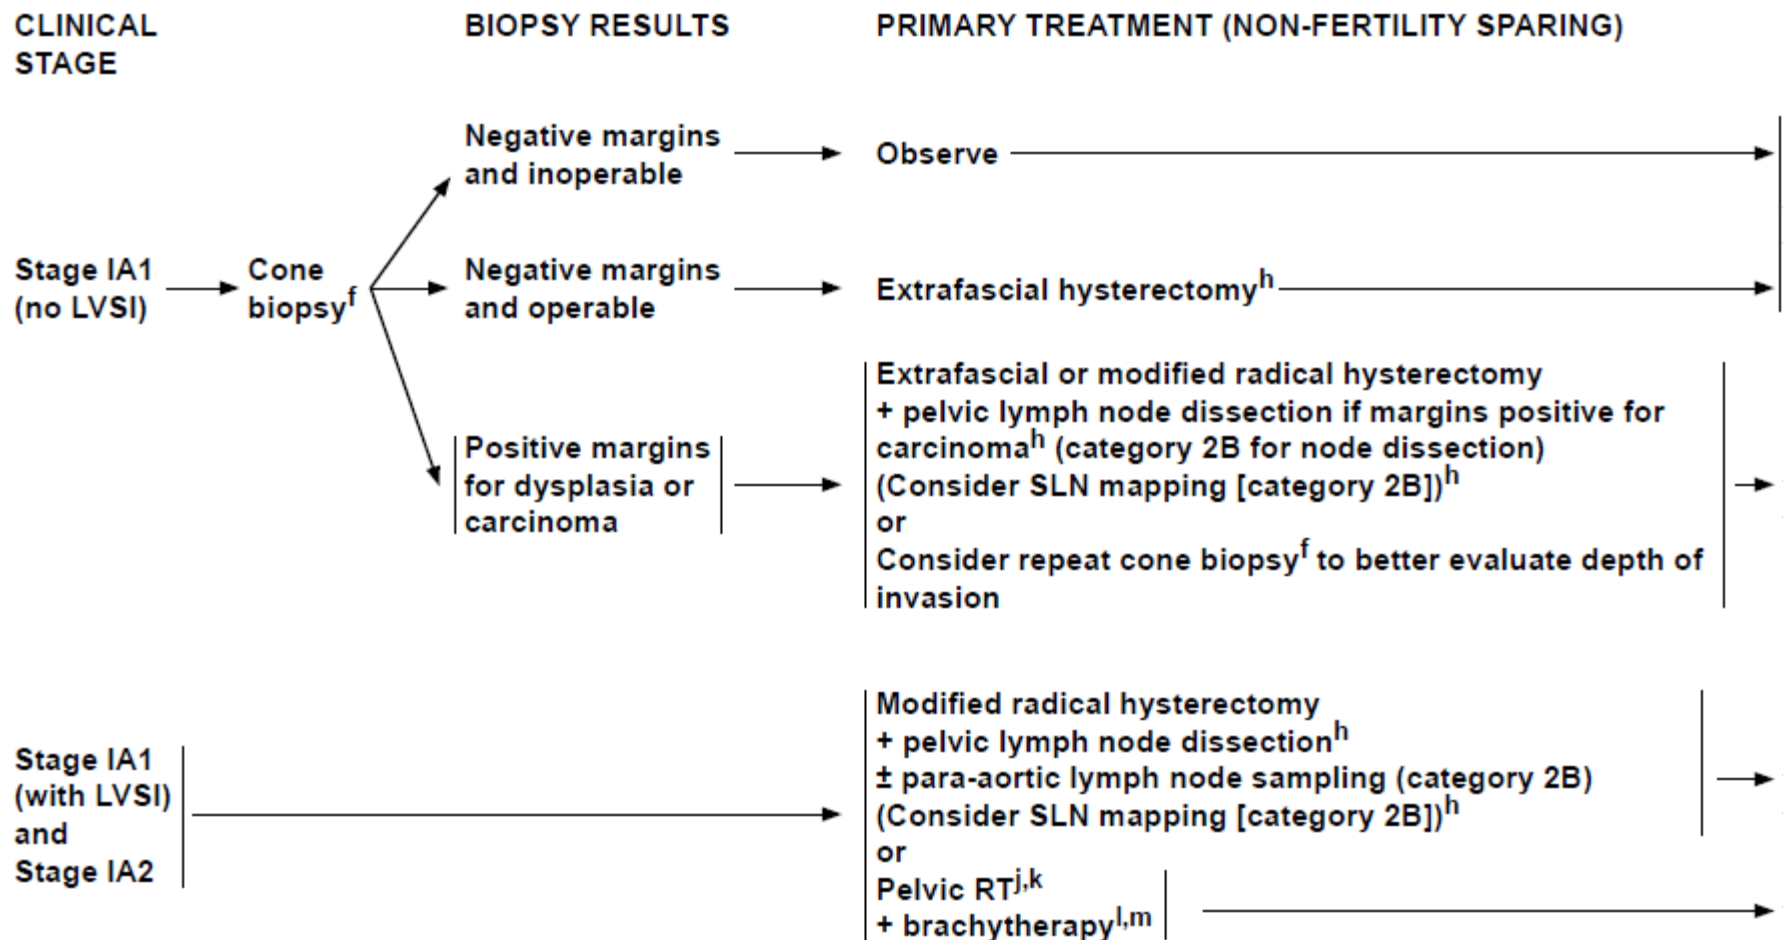 CLINICAL
STAGE
BIOPSY RESULTS
PRIMARY TREATMENT (NON-FERTILITY SPARING)
Negative margins
and inoperable
Observe
Stage IA1
(no LVSI)
Cone
biopsyf
Negative margins
and operable
Extrafascial hysterectomyh
Positive margins
for dysplasia or
carcinoma
Extrafascial or modified radical hysterectomy
+ pelvic lymph node dissection if margins positive for
carcinomah (category 2B for node dissection)
(Consider SLN mapping [category 2B])h
or
Consider repeat cone biopsyf to better evaluate depth of
invasion
Stage IA1
(with LVSI)
and
Stage IA2
Modified radical hysterectomy
+ pelvic lymph node dissectionh
± para-aortic lymph node sampling (category 2B)
(Consider SLN mapping [category 2B])h
or
Pelvic RTj,k
+ brachytherapyl,m